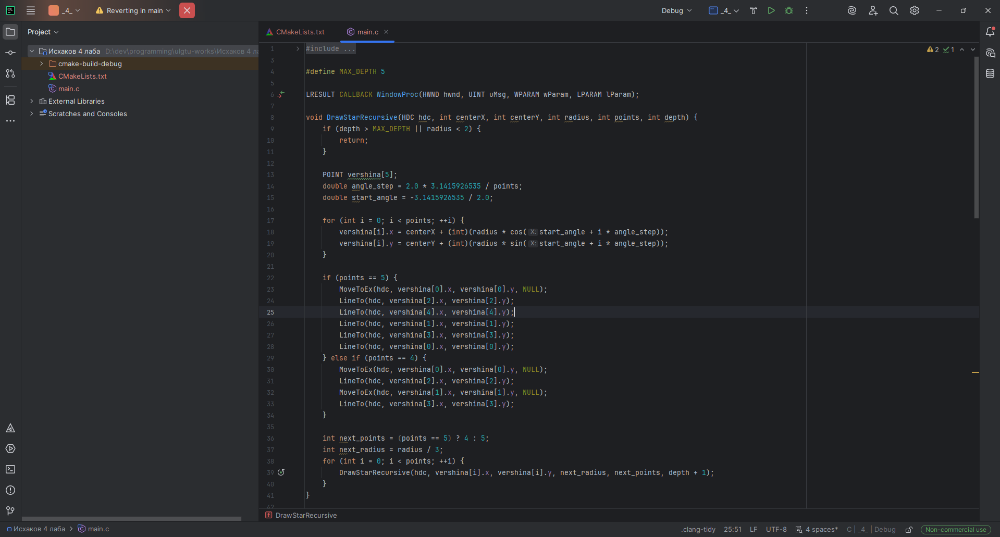 CL _4_ Reverting in main Debug _4_
Project
Исхаков 4 лаба D:\dev\programming\ulgtu-works\Исхаков 4 ла
cmake-build-debug
CMakeLists.txt
main.c
External Libraries
Scratches and Consoles
CMakeLists.txt main.c
2 1
1 #include ...
3
4 #define MAX_DEPTH 5
5
6 LRESULT CALLBACK WindowProc(HWND hwnd, UINT uMsg, WPARAM wParam, LPARAM lParam);
7
8 void DrawStarRecursive(HDC hdc, int centerX, int centerY, int radius, int points, int depth) {
9 if (depth > MAX_DEPTH || radius < 2) {
10 return;
11 }
12
13 POINT vershina[5];
14 double angle_step = 2.0 * 3.1415926535 / points;
15 double start_angle = -3.1415926535 / 2.0;
16
17 for (int i = 0; i < points; ++i) {
18 vershina[i].x = centerX + (int)(radius * cos( X: start_angle + i * angle_step));
19 vershina[i].y = centerY + (int)(radius * sin( X: start_angle + i * angle_step));
20 }
21
22 if (points == 5) {
23 MoveToEx(hdc, vershina[0].x, vershina[0].y, NULL);
24 LineTo(hdc, vershina[2].x, vershina[2].y);
25 LineTo(hdc, vershina[4].x, vershina[4].y);
26 LineTo(hdc, vershina[1].x, vershina[1].y);
27 LineTo(hdc, vershina[3].x, vershina[3].y);
28 LineTo(hdc, vershina[0].x, vershina[0].y);
29 } else if (points == 4) {
30 MoveToEx(hdc, vershina[0].x, vershina[0].y, NULL);
31 LineTo(hdc, vershina[2].x, vershina[2].y);
32 MoveToEx(hdc, vershina[1].x, vershina[1].y, NULL);
33 LineTo(hdc, vershina[3].x, vershina[3].y);
34 }
35
36 int next_points = (points == 5) ? 4 : 5;
37 int next_radius = radius / 3;
38 for (int i = 0; i < points; ++i) {
39 DrawStarRecursive(hdc, vershina[i].x, vershina[i].y, next_radius, next_points, depth + 1);
40 }
41 }
42
f DrawStarRecursive
Исхаков 4 лаба main.c .clang-tidy 25:51 LF UTF-8 4 spaces* C | _4_ | Debug Non-commercial use